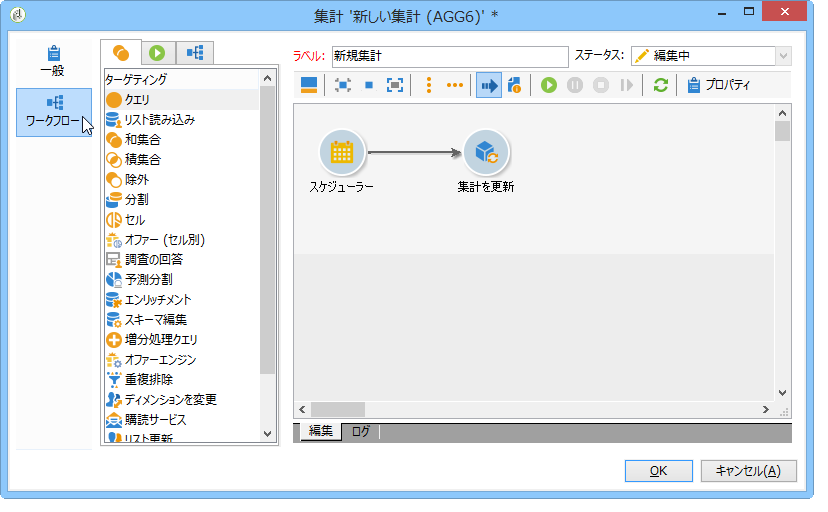 集計 '新しい集計 (AGG6)' *
一般
ワークフロー
ターゲティング
クエリ
リスト読み込み
和集合
積集合
除外
分割
セル
オファー (セル別)
調査の回答
予測分割
エンリッチメント
スキーマ編集
増分処理クエリ
オファーエンジン
重複排除
ディメンションを変更
購読サービス
リスト更新
ラベル: 新規集計 ステータス: 編集中
プロパティ
スケジューラー 集計を更新
編集 ログ
OK キャンセル(A)